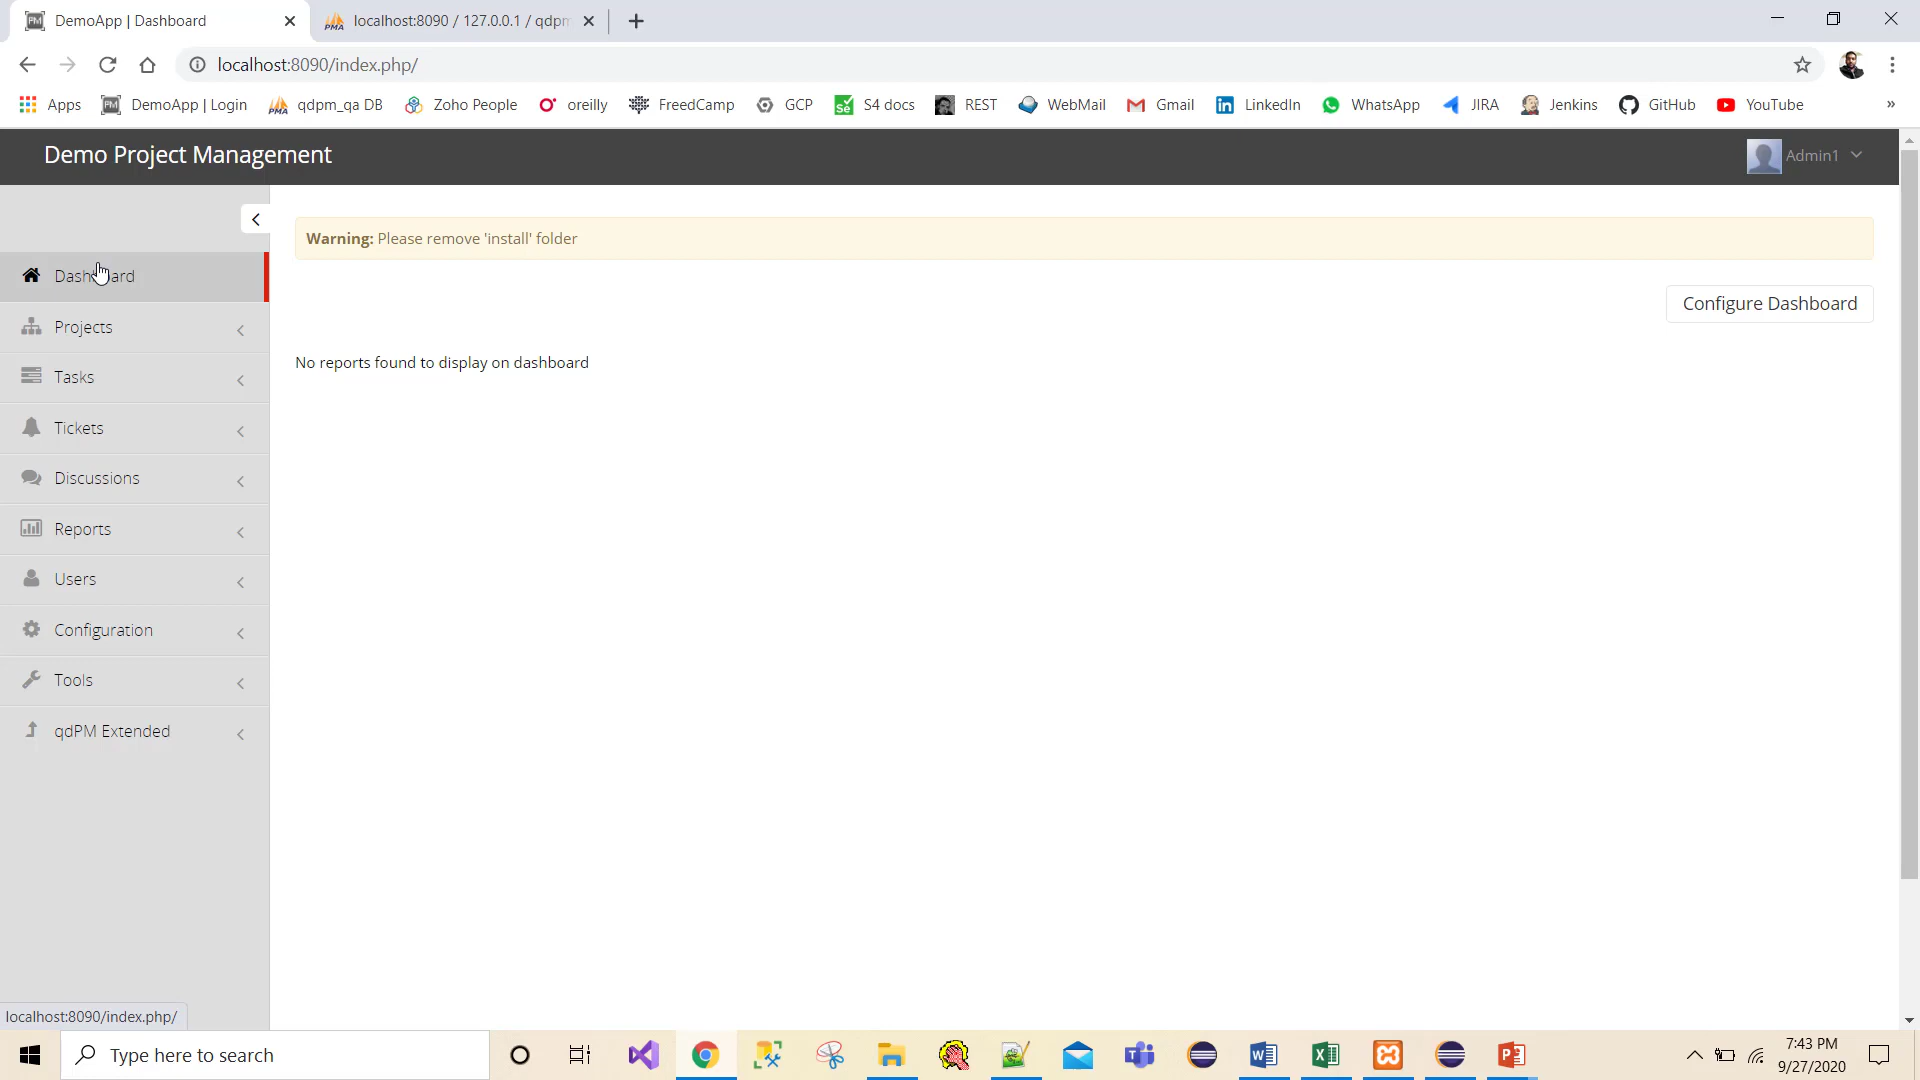 DemoApp | Dashboard
localhost:8090 / 127.0.0.1 / qdpm
localhost:8090/index.php/
Apps
DemoApp | Login
qdpm_qa DB
Zoho People
oreilly
FreedCamp
GCP
S4 docs
REST
WebMail
Gmail
LinkedIn
WhatsApp
JIRA
Jenkins
GitHub
YouTube
»
Demo Project Management
Admin1
Warning: Please remove 'install' folder
Dashboard
Configure Dashboard
Projects
No reports found to display on dashboard
Tasks
Tickets
Discussions
Reports
Users
Configuration
Tools
qdPM Extended
localhost:8090/index.php/
Type here to search
7:43 PM
9/27/2020